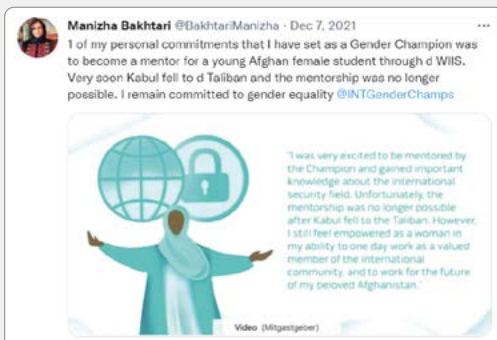 Manizha Bakhtari @BakhtariManizha · Dec 7, 2021 ...
1 of my personal commitments that I have set as a Gender Champion was
to become a mentor for a young Afghan female student through d WIIS.
Very soon Kabul fell to d Taliban and the mentorship was no longer
possible. I remain committed to gender equality @INTGenderChamps
"I was very excited to be mentored by
the Champion and gained important
knowledge about the international
security field. Unfortunately, the
mentorship was no longer possible
after Kabul fell to the Taliban. However,
I still feel empowered as a woman in
my ability to one day work as a valued
member of the international
community, and to work for the future
of my beloved Afghanistan."
Video (Mitgastgeber)